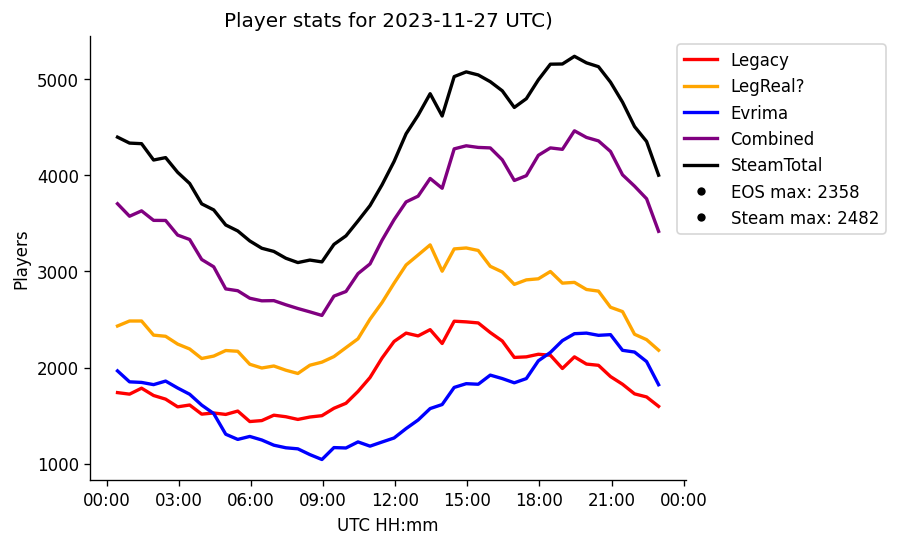 Player stats for 2023-11-27 UTC)
Players
5000
4000
3000
2000
1000
00:00 03:00 06:00 09:00 12:00 15:00 18:00 21:00 00:00
UTC HH:mm
Legacy
LegReal?
Evrima
Combined
SteamTotal
EOS max: 2358
Steam max: 2482